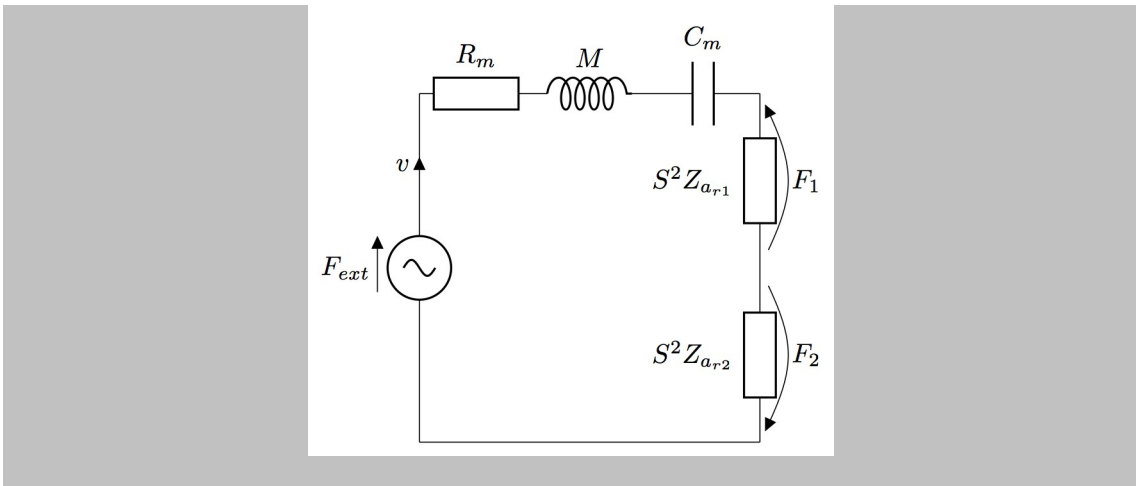 C_m
R_m
M
v
S^2 Z_{a_{r1}}
F_1
F_{ext}
S^2 Z_{a_{r2}}
F_2